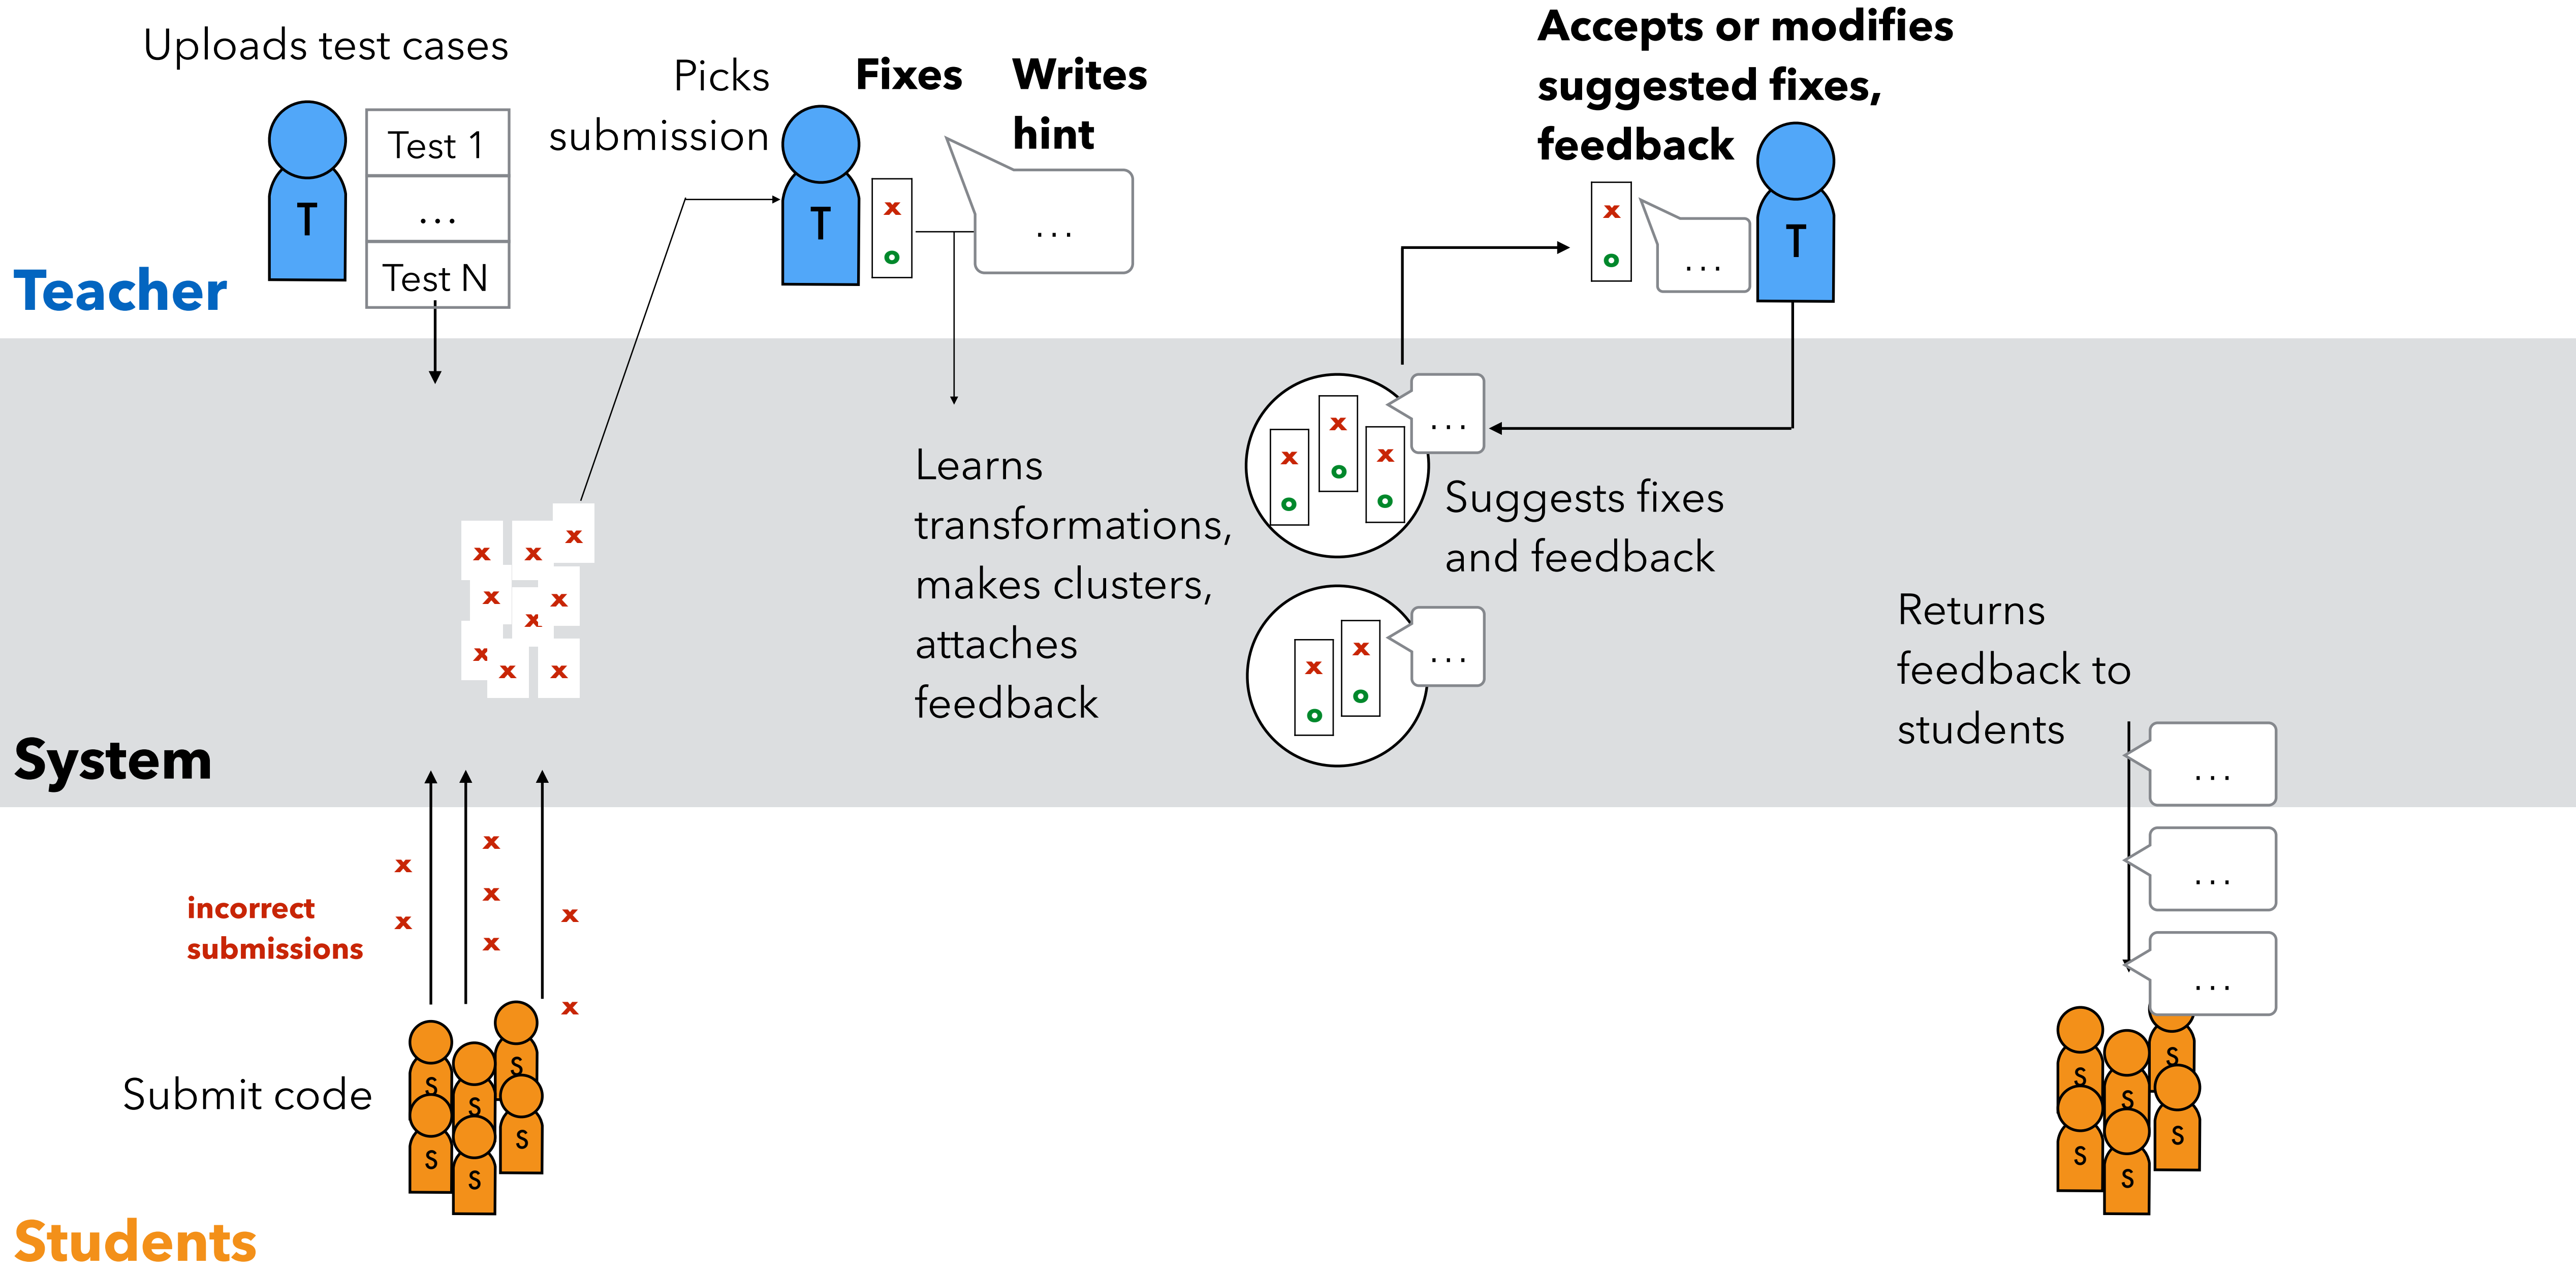 Uploads test cases
T
Test 1
...
Test N
Picks
submission
T
x
o
Fixes
Writes
hint
...
Accepts or modifies
suggested fixes,
feedback
x
o
...
T
Teacher
x
x
x
x
x
x
x
x
x
Learns
transformations,
makes clusters,
attaches
feedback
x
o
x
o
x
o
...
Suggests fixes
and feedback
x
o
x
o
...
Returns
feedback to
students
...
...
...
System
x
x
x
x
x
x
x
incorrect
submissions
Submit code
S
S
S
S
S
S
S
S
S
S
S
S
Students